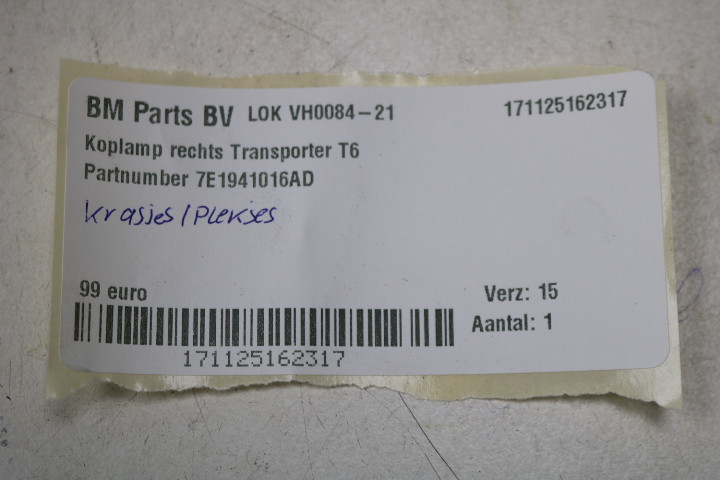 BM Parts BV LOK VH0084-21 171125162317
Koplamp rechts Transporter T6
Partnumber 7E1941016AD
krasjes/Plekjes
99 euro Verz: 15
Aantal: 1
171125162317